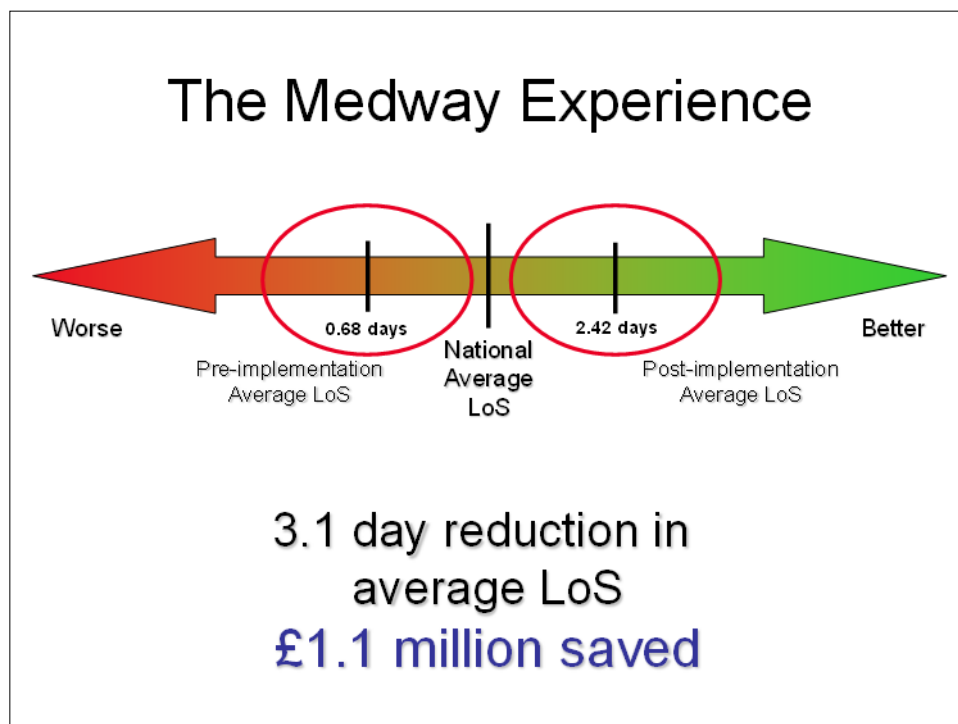 The Medway Experience
Worse
0.68 days
2.42 days
Better
Pre-implementation
Average LoS
National
Average
LoS
Post-implementation
Average LoS
3.1 day reduction in
average LoS
£1.1 million saved